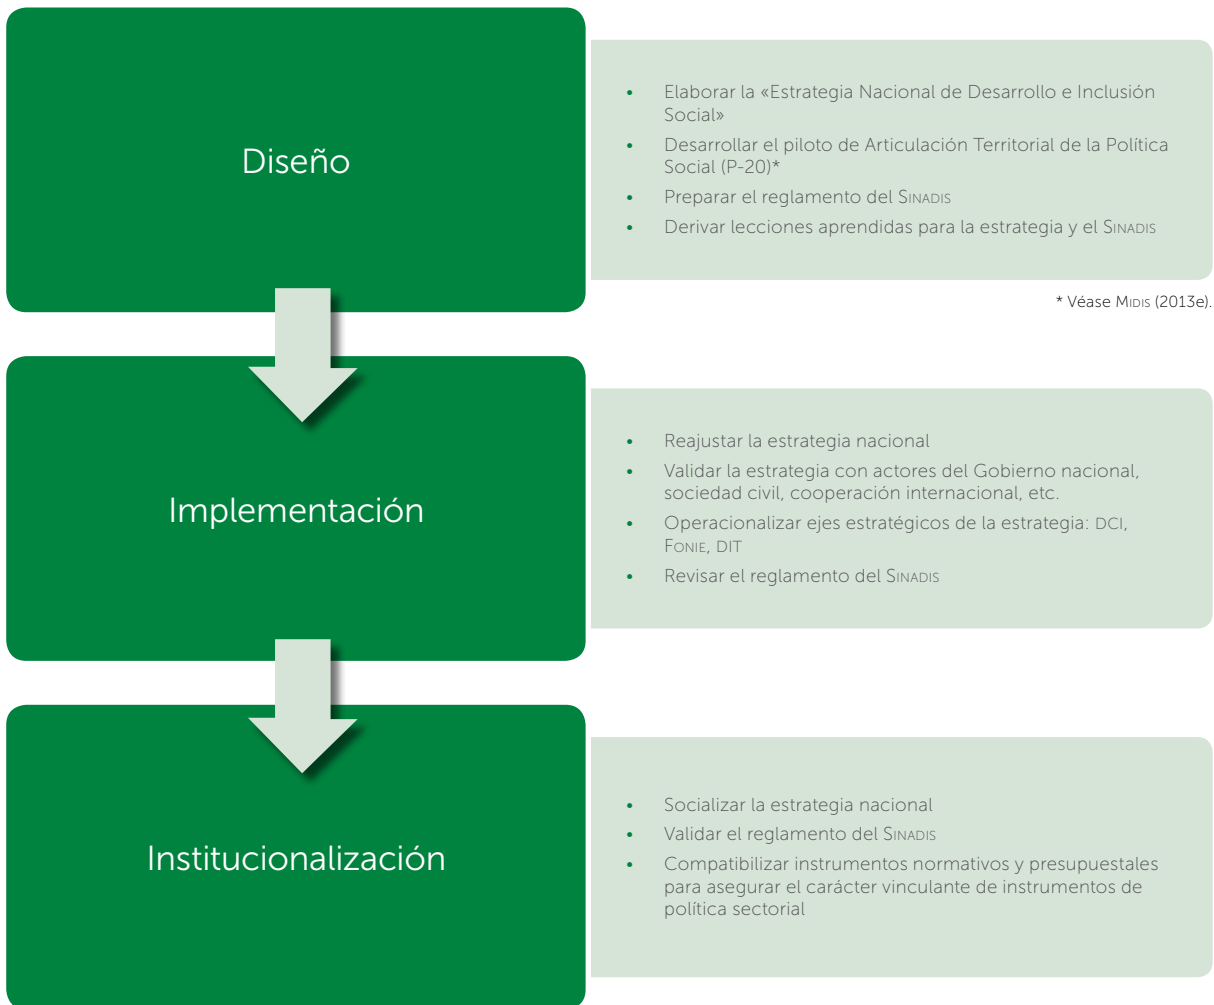 Diseño
• Elaborar la «Estrategia Nacional de Desarrollo e Inclusión
Social»
• Desarrollar el piloto de Articulación Territorial de la Política
Social (P-20)*
• Preparar el reglamento del Sinadis
• Derivar lecciones aprendidas para la estrategia y el Sinadis
* Véase Midis (2013e).
Implementación
• Reajustar la estrategia nacional
• Validar la estrategia con actores del Gobierno nacional,
sociedad civil, cooperación internacional, etc.
• Operacionalizar ejes estratégicos de la estrategia: DCI,
Fonie, DIT
• Revisar el reglamento del Sinadis
Institucionalización
• Socializar la estrategia nacional
• Validar el reglamento del Sinadis
• Compatibilizar instrumentos normativos y presupuestales
para asegurar el carácter vinculante de instrumentos de
política sectorial